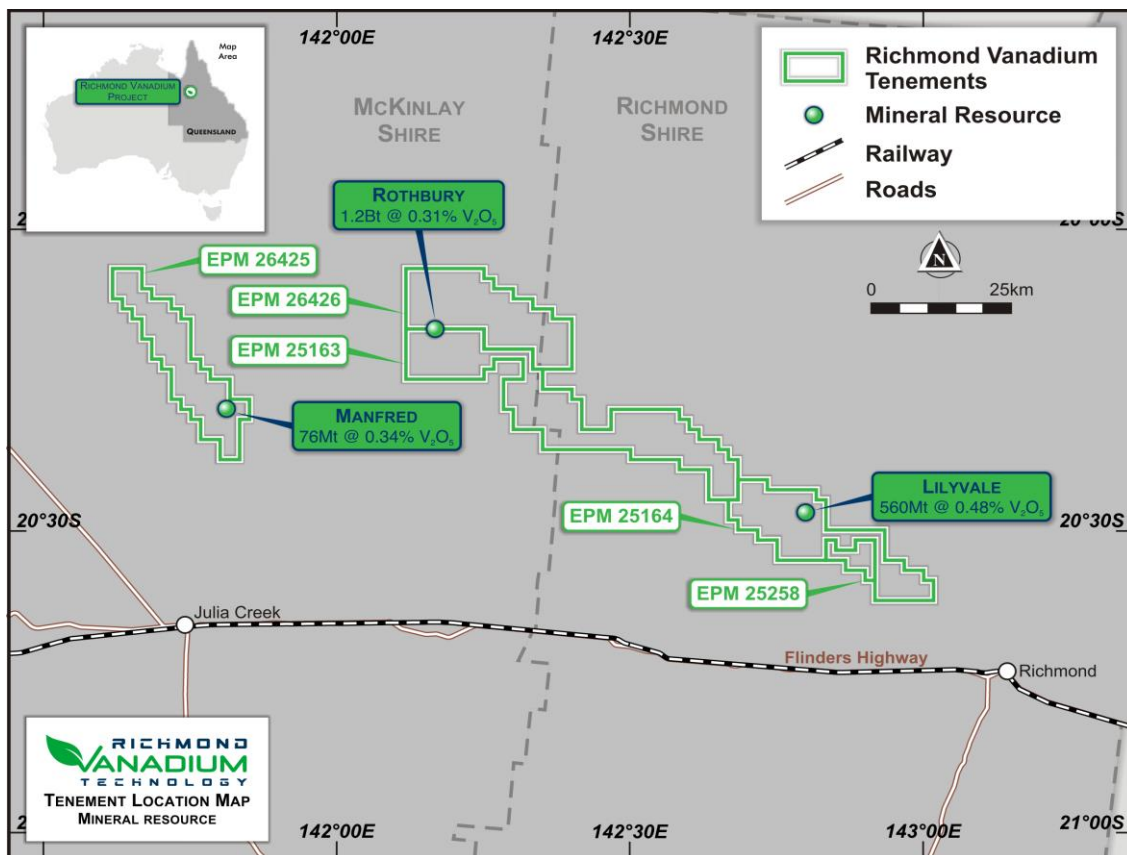 142°00E
142°30E
Map
Area
RICHMOND VANADIUM
PROJECT
QUEENSLAND
MCKINLAY
SHIRE
RICHMOND
SHIRE
Richmond Vanadium
Tenements
Mineral Resource
Railway
Roads
ROTHBURY
1.2Bt @ 0.31% V₂O₅
20°00S
N
0 25km
EPM 26425
EPM 26426
EPM 25163
MANFRED
76Mt @ 0.34% V₂O₅
LILYVALE
560Mt @ 0.48% V₂O₅
20°30S
20°30S
EPM 25164
EPM 25258
Julia Creek
Flinders Highway
Richmond
RICHMOND
VANADIUM
TECHNOLOGY
TENEMENT LOCATION MAP
MINERAL RESOURCE
142°00E
142°30E
143°00E
21°00S